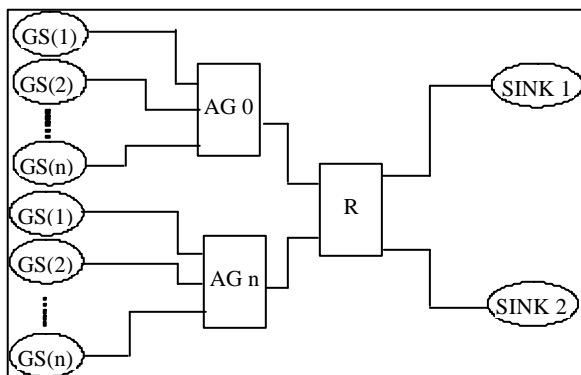 GS(1)
GS(2)
GS(n)
AG 0
GS(1)
GS(2)
GS(n)
AG n
R
SINK 1
SINK 2